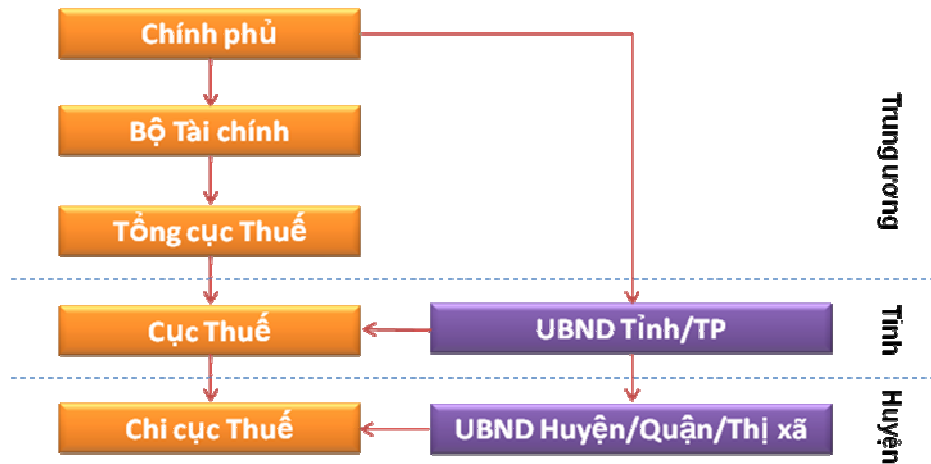 Chính phủ
Bộ Tài chính
Tổng cục Thuế
Trung ương
Cục Thuế
UBND Tỉnh/TP
Tỉnh
Chi cục Thuế
UBND Huyện/Quận/Thị xã
Huyện